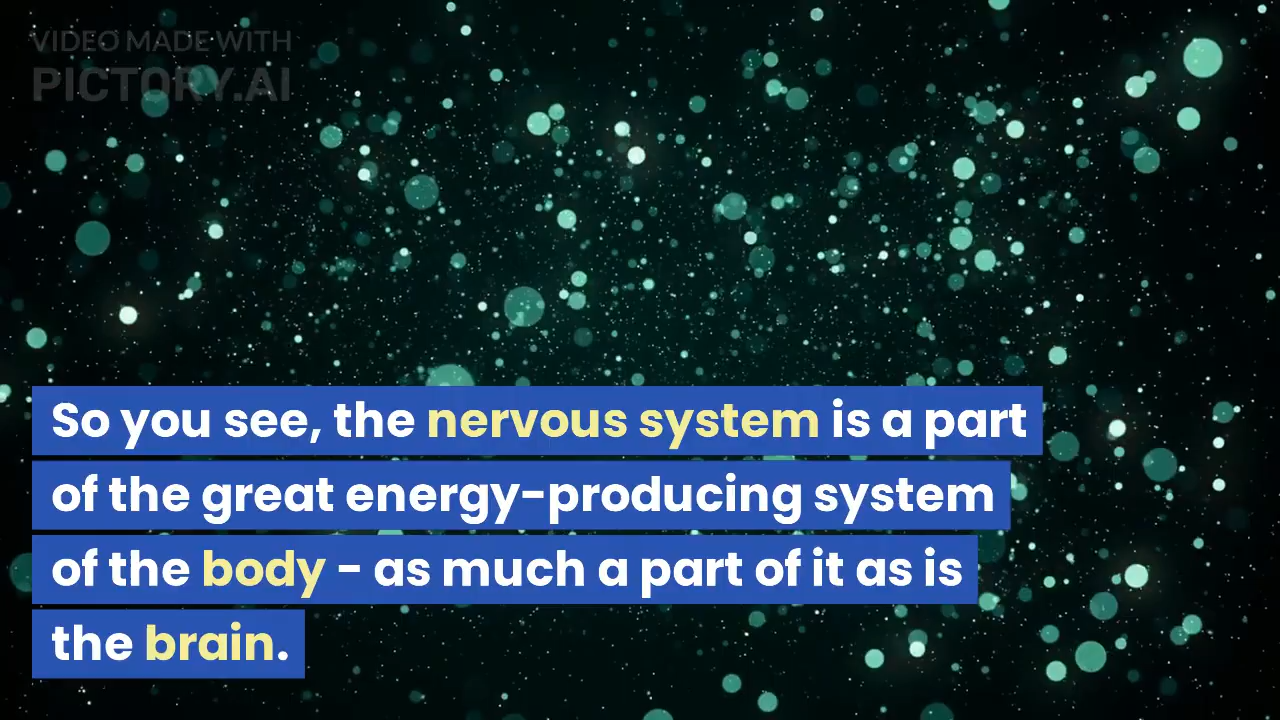 VIDEO MADE WITH
PICTORY.AI
So you see, the nervous system is a part
of the great energy-producing system
of the body - as much a part of it as is
the brain.